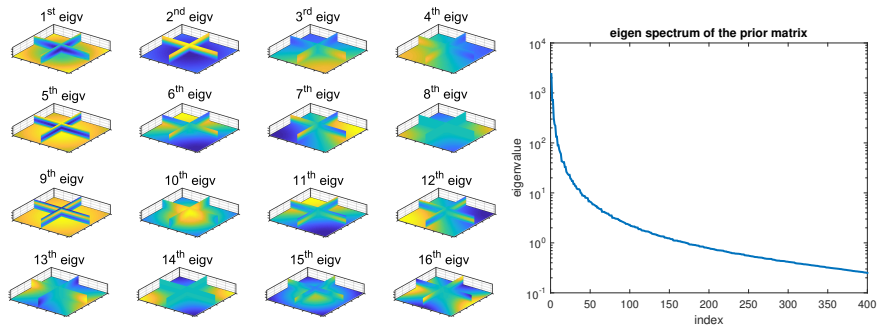 1st eigv
2nd eigv
3rd eigv
4th eigv
5th eigv
6th eigv
7th eigv
8th eigv
9th eigv
10th eigv
11th eigv
12th eigv
13th eigv
14th eigv
15th eigv
16th eigv
eigen spectrum of the prior matrix
10^4
10^3
10^2
10^1
10^0
10^-1
eigenvalue
0 50 100 150 200 250 300 350 400
index